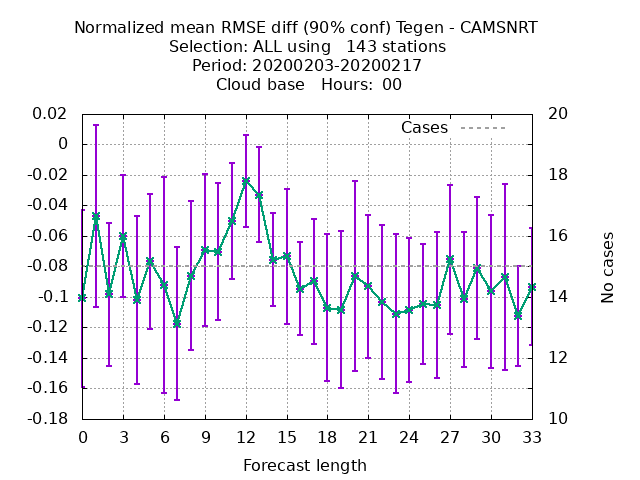 Normalized mean RMSE diff (90% conf) Tegen - CAMSNRT
Selection: ALL using   143 stations
Period: 20200203-20200217
Cloud base   Hours:  00
Cases
0.02
0
-0.02
-0.04
-0.06
-0.08
-0.1
-0.12
-0.14
-0.16
-0.18
20
18
16
14
12
10
No cases
0 3 6 9 12 15 18 21 24 27 30 33
Forecast length